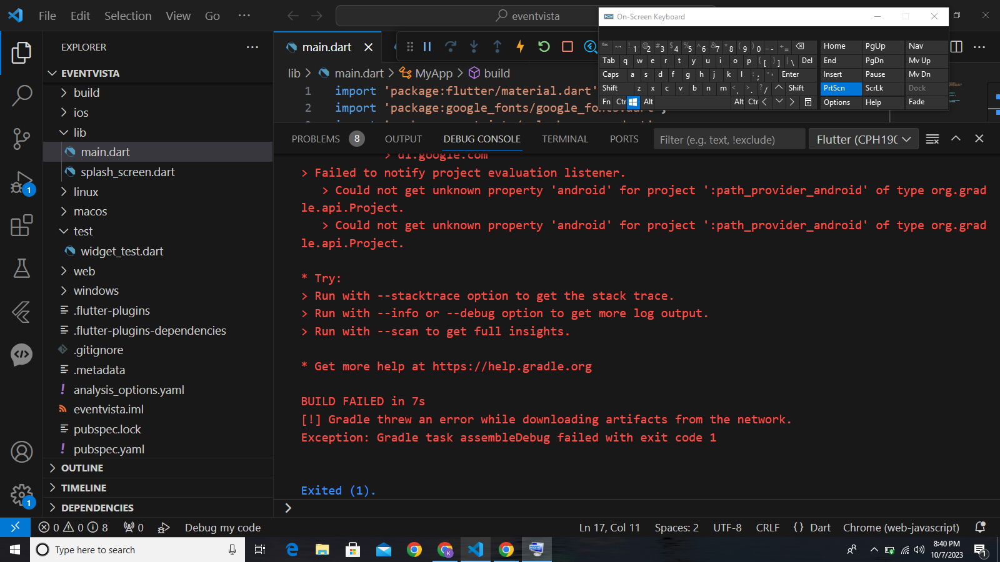 File Edit Selection View Go ···
eventvista
On-Screen Keyboard
EXPLORER
EVENTVISTA
build
ios
lib
main.dart
splash_screen.dart
linux
macos
test
widget_test.dart
web
windows
.flutter-plugins
.flutter-plugins-dependencies
.gitignore
.metadata
analysis_options.yaml
eventvista.iml
pubspec.lock
pubspec.yaml
OUTLINE
TIMELINE
DEPENDENCIES
1
1
main.dart
lib > main.dart > MyApp > build
1 import 'package:flutter/material.dart'
2 import 'package:google_fonts/google_fonts.dart';
Esc ~ ` ! 1 @ 2 # 3 $ 4 % 5 ^ 6 & 7 * 8 ( 9 ) 0 _ - + = Home PgUp Nav
Tab q w e r t y u i o p { [ } ] | \ Del End PgDn Mv Up
Caps a s d f g h j k l : ; " ' Enter Insert Pause Mv Dn
Shift z x c v b n m < , > . ? / ^ Shift PrtScn ScrLk Dock
Fn Ctr Alt Alt Ctr Options Help Fade
PROBLEMS 8 OUTPUT DEBUG CONSOLE TERMINAL PORTS Filter (e.g. text, !exclude) Flutter (CPH190
> dl.google.com
> Failed to notify project evaluation listener.
> Could not get unknown property 'android' for project ':path_provider_android' of type org.grad
le.api.Project.
> Could not get unknown property 'android' for project ':path_provider_android' of type org.grad
le.api.Project.
* Try:
> Run with --stacktrace option to get the stack trace.
> Run with --info or --debug option to get more log output.
> Run with --scan to get full insights.
* Get more help at https://help.gradle.org
BUILD FAILED in 7s
[!] Gradle threw an error while downloading artifacts from the network.
Exception: Gradle task assembleDebug failed with exit code 1
Exited (1).
>
0 0 8 0 Debug my code Ln 17, Col 11 Spaces: 2 UTF-8 CRLF {} Dart Chrome (web-javascript)
Type here to search
K
8:40 PM
10/7/2023
1